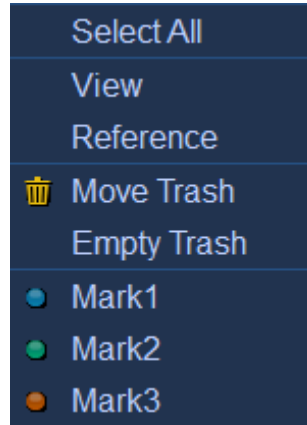 Select All
View
Reference
Move Trash
Empty Trash
Mark1
Mark2
Mark3